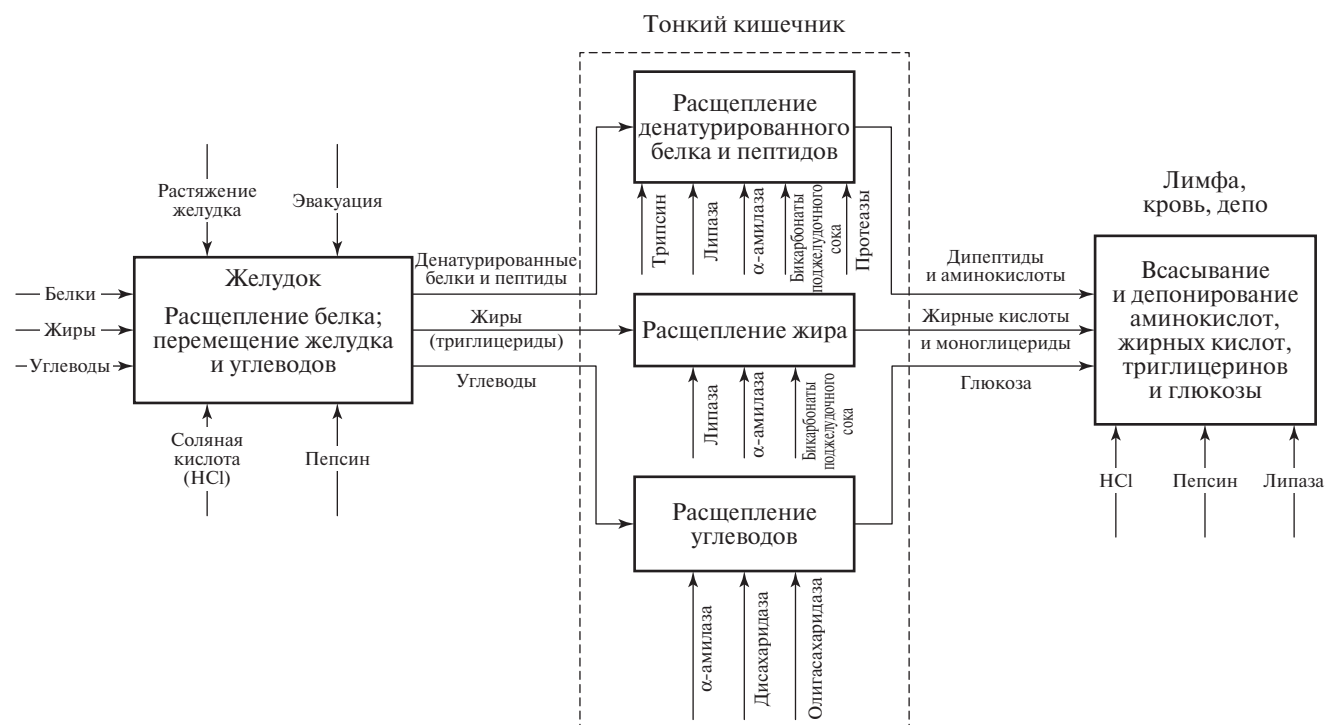 Тонкий кишечник
Расщепление
денатурированного
белка и пептидов
Трипсин
Липаза
α-амилаза
Бикарбонаты
поджелудочного
сока
Протеазы
Растяжение
желудка
Эвакуация
Белки
Жиры
Углеводы
Желудок
Расщепление белка;
перемещение желудка
и углеводов
Соляная
кислота
(HCl)
Пепсин
Денатурированные
белки и пептиды
Жиры
(триглицериды)
Углеводы
Расщепление жира
Липаза
α-амилаза
Бикарбонаты
поджелудочного
сока
Расщепление
углеводов
α-амилаза
Дисахаридаза
Олигасахаридаза
Дипептиды
и аминокислоты
Жирные кислоты
и моноглицериды
Глюкоза
Лимфа,
кровь, депо
Всасывание
и депонирование
аминокислот,
жирных кислот,
триглицеринов
и глюкозы
HCl
Пепсин
Липаза